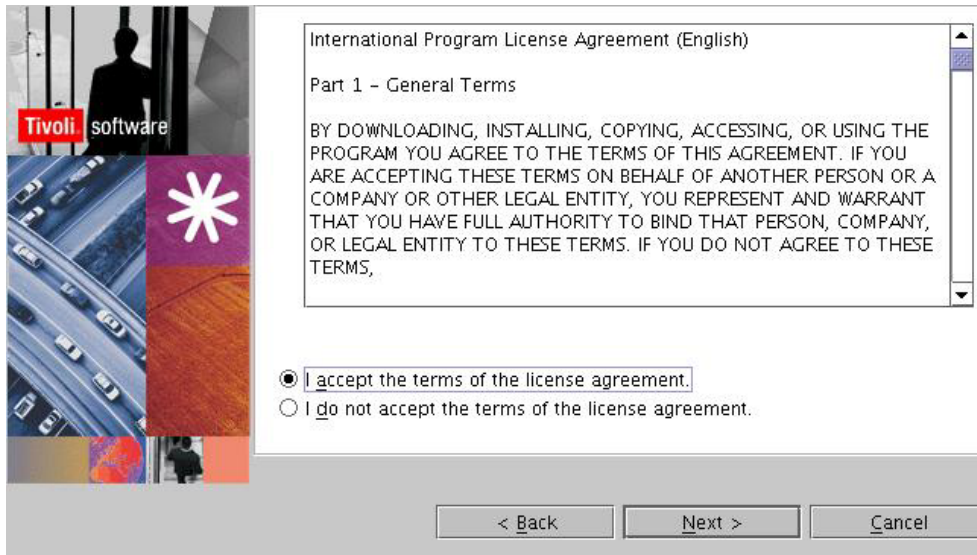 Tivoli software
International Program License Agreement (English)
Part 1 - General Terms
BY DOWNLOADING, INSTALLING, COPYING, ACCESSING, OR USING THE
PROGRAM YOU AGREE TO THE TERMS OF THIS AGREEMENT. IF YOU
ARE ACCEPTING THESE TERMS ON BEHALF OF ANOTHER PERSON OR A
COMPANY OR OTHER LEGAL ENTITY, YOU REPRESENT AND WARRANT
THAT YOU HAVE FULL AUTHORITY TO BIND THAT PERSON, COMPANY,
OR LEGAL ENTITY TO THESE TERMS. IF YOU DO NOT AGREE TO THESE
TERMS,
I accept the terms of the license agreement.
I do not accept the terms of the license agreement.
< Back
Next >
Cancel